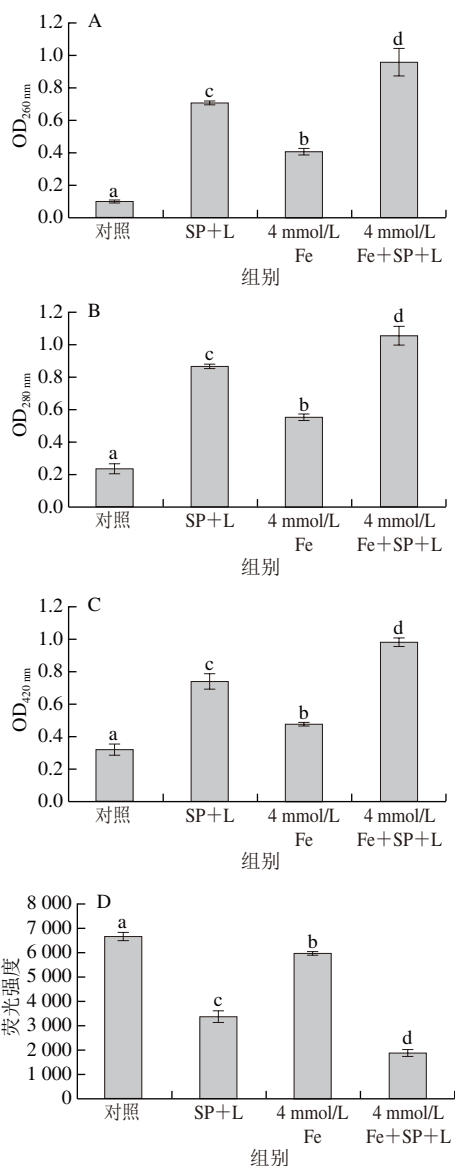 A
1.2
1.0
0.8
0.6
0.4
0.2
0.0
OD260 nm
a
c
b
d
对照
SP+L
4 mmol/L
Fe
4 mmol/L
Fe+SP+L
组别
B
1.2
1.0
0.8
0.6
0.4
0.2
0.0
OD280 nm
a
c
b
d
对照
SP+L
4 mmol/L
Fe
4 mmol/L
Fe+SP+L
组别
C
1.2
1.0
0.8
0.6
0.4
0.2
0.0
OD420 nm
a
c
b
d
对照
SP+L
4 mmol/L
Fe
4 mmol/L
Fe+SP+L
组别
D
8 000
7 000
6 000
5 000
4 000
3 000
2 000
1 000
0
荧光强度
a
c
b
d
对照
SP+L
4 mmol/L
Fe
4 mmol/L
Fe+SP+L
组别